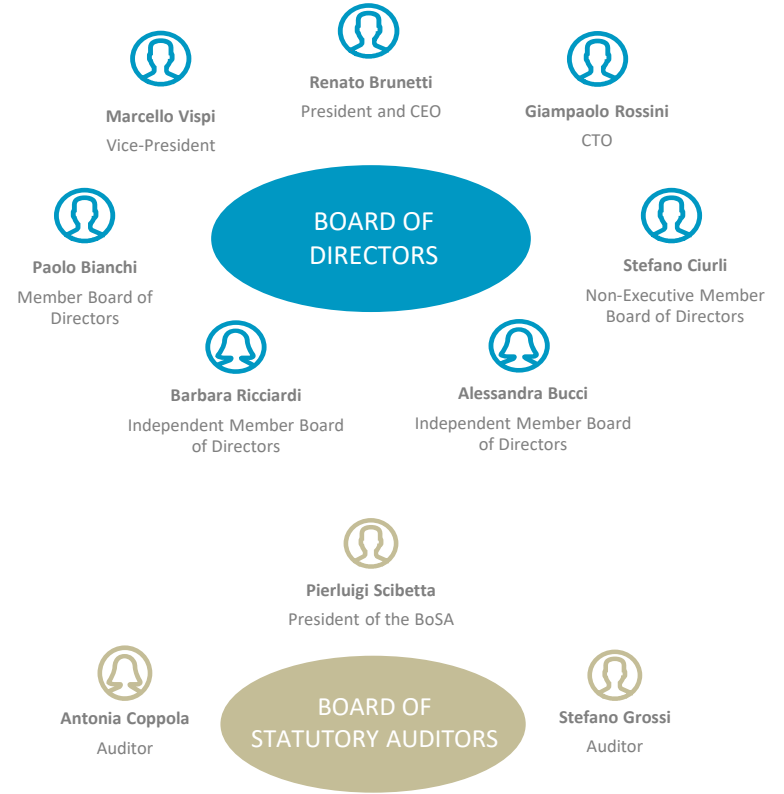 Renato Brunetti
President and CEO
Marcello Vispi
Vice-President
Giampaolo Rossini
CTO
BOARD OF
DIRECTORS
Paolo Bianchi
Member Board of
Directors
Stefano Ciurli
Non-Executive Member
Board of Directors
Barbara Ricciardi
Independent Member Board
of Directors
Alessandra Bucci
Independent Member Board
of Directors
Pierluigi Scibetta
President of the BoSA
Antonia Coppola
Auditor
BOARD OF
STATUTORY AUDITORS
Stefano Grossi
Auditor